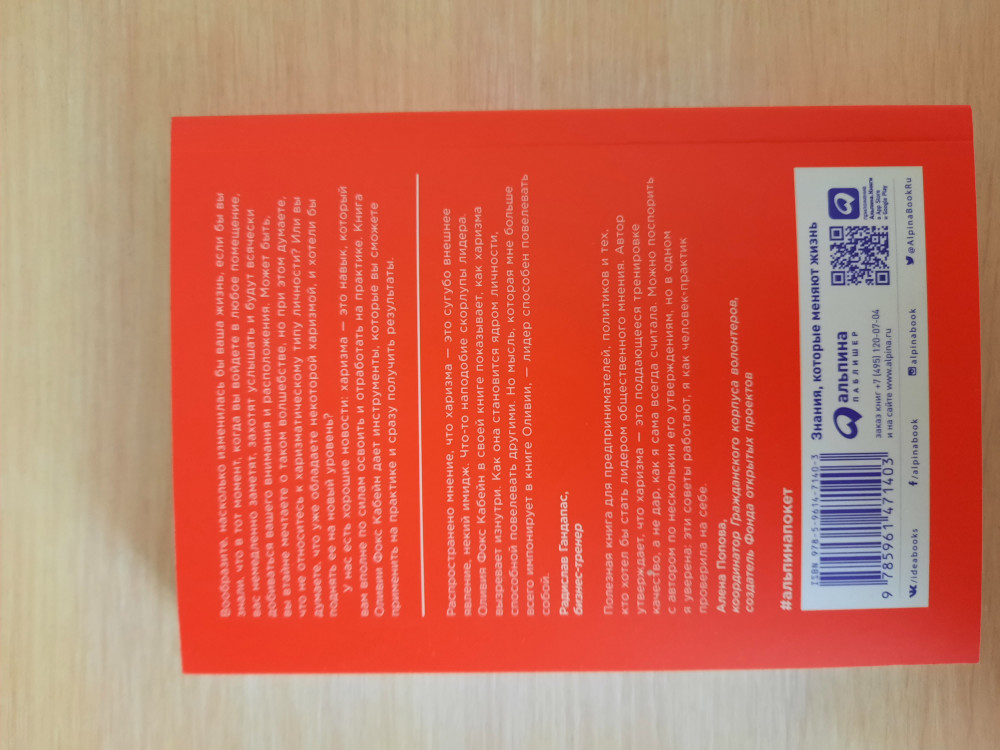 Вообразите, насколько изменилась бы ваша жизнь, если бы вы
знали, что в тот момент, когда вы войдете в любое помещение,
вас немедленно заметят, захотят услышать и будут всячески
добиваться вашего внимания и расположения. Может быть,
вы втайне мечтаете о таком волшебстве, но при этом думаете,
что не относитесь к харизматическому типу личности? Или вы
думаете, что уже обладаете некоторой харизмой, и хотели бы
поднять ее на новый уровень?
У нас есть хорошие новости: харизма — это навык, который
вам вполне по силам освоить и отработать на практике. Книга
Оливии Фокс Кабейн дает инструменты, которые вы сможете
применить на практике и сразу получить результаты.
Распространено мнение, что харизма — это сугубо внешнее
явление, некий имидж. Что-то наподобие скорлупы лидера.
Оливия Фокс Кабейн в своей книге показывает, как харизма
вызревает изнутри. Как она становится ядром личности,
способной повелевать другими. Но мысль, которая мне больше
всего импонирует в книге Оливии, — лидер способен повелевать
собой.
Радислав Гандапас,
бизнес-тренер
Полезная книга для предпринимателей, политиков и тех,
кто хотел бы стать лидером общественного мнения. Автор
утверждает, что харизма — это поддающееся тренировке
качество, а не дар, как я сама всегда считала. Можно поспорить
с автором по нескольким его утверждениям, но в одном
я уверена: эти советы работают, я как человек-практик
проверила на себе.
Алена Попова,
координатор Гражданского корпуса волонтеров,
создатель Фонда открытых проектов
#альпинапокет
ISBN 978-5-9614-7140-3
9 785961 471403
Знания, которые меняют жизнь
альпина
ПАБЛИШЕР
заказ книг +7 (495) 120-07-04
и на сайте www.alpina.ru
приложение
Альпина.Книги
в App Store
и Google Play
/ideabooks
/alpinabook
alpinabook
@AlpinaBookRu